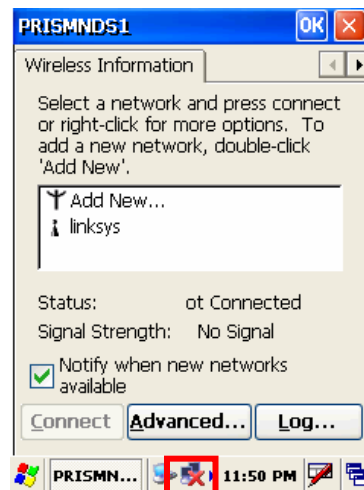 PRISMNDS1 OK
Wireless Information
Select a network and press connect
or right-click for more options. To
add a new network, double-click
'Add New'.
Add New...
linksys
Status: ot Connected
Signal Strength: No Signal
Notify when new networks
available
Connect Advanced... Log...
PRISMN... 11:50 PM